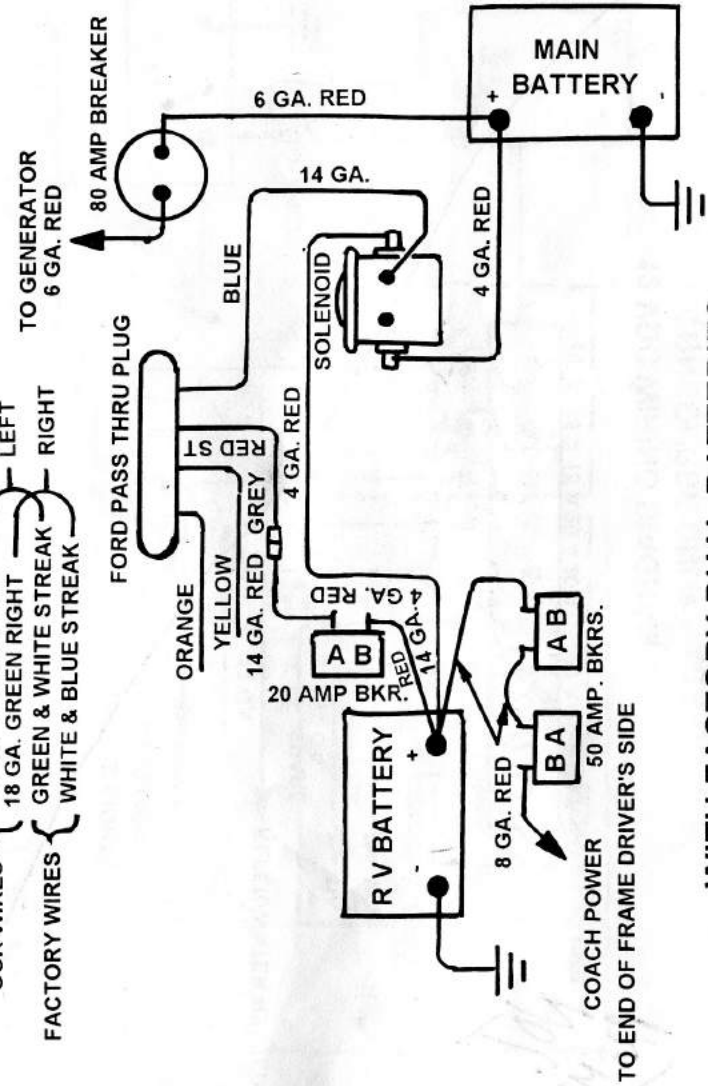 18 GA. GREEN RIGHT
LEFT
FACTORY WIRES
GREEN & WHITE STREAK
WHITE & BLUE STREAK
RIGHT
TO GENERATOR
6 GA. RED
80 AMP BREAKER
FORD PASS THRU PLUG
6 GA. RED
MAIN
BATTERY
+
-
ORANGE
YELLOW
RED ST
BLUE
14 GA.
14 GA. RED
GREY
4 GA. RED
SOLENOID
4 GA. RED
4 GA. RED
A B
20 AMP BKR.
RED
14 GA.
R V BATTERY
+
-
8 GA. RED
B A
A B
50 AMP. BKRS.
COACH POWER
TO END OF FRAME DRIVER'S SIDE